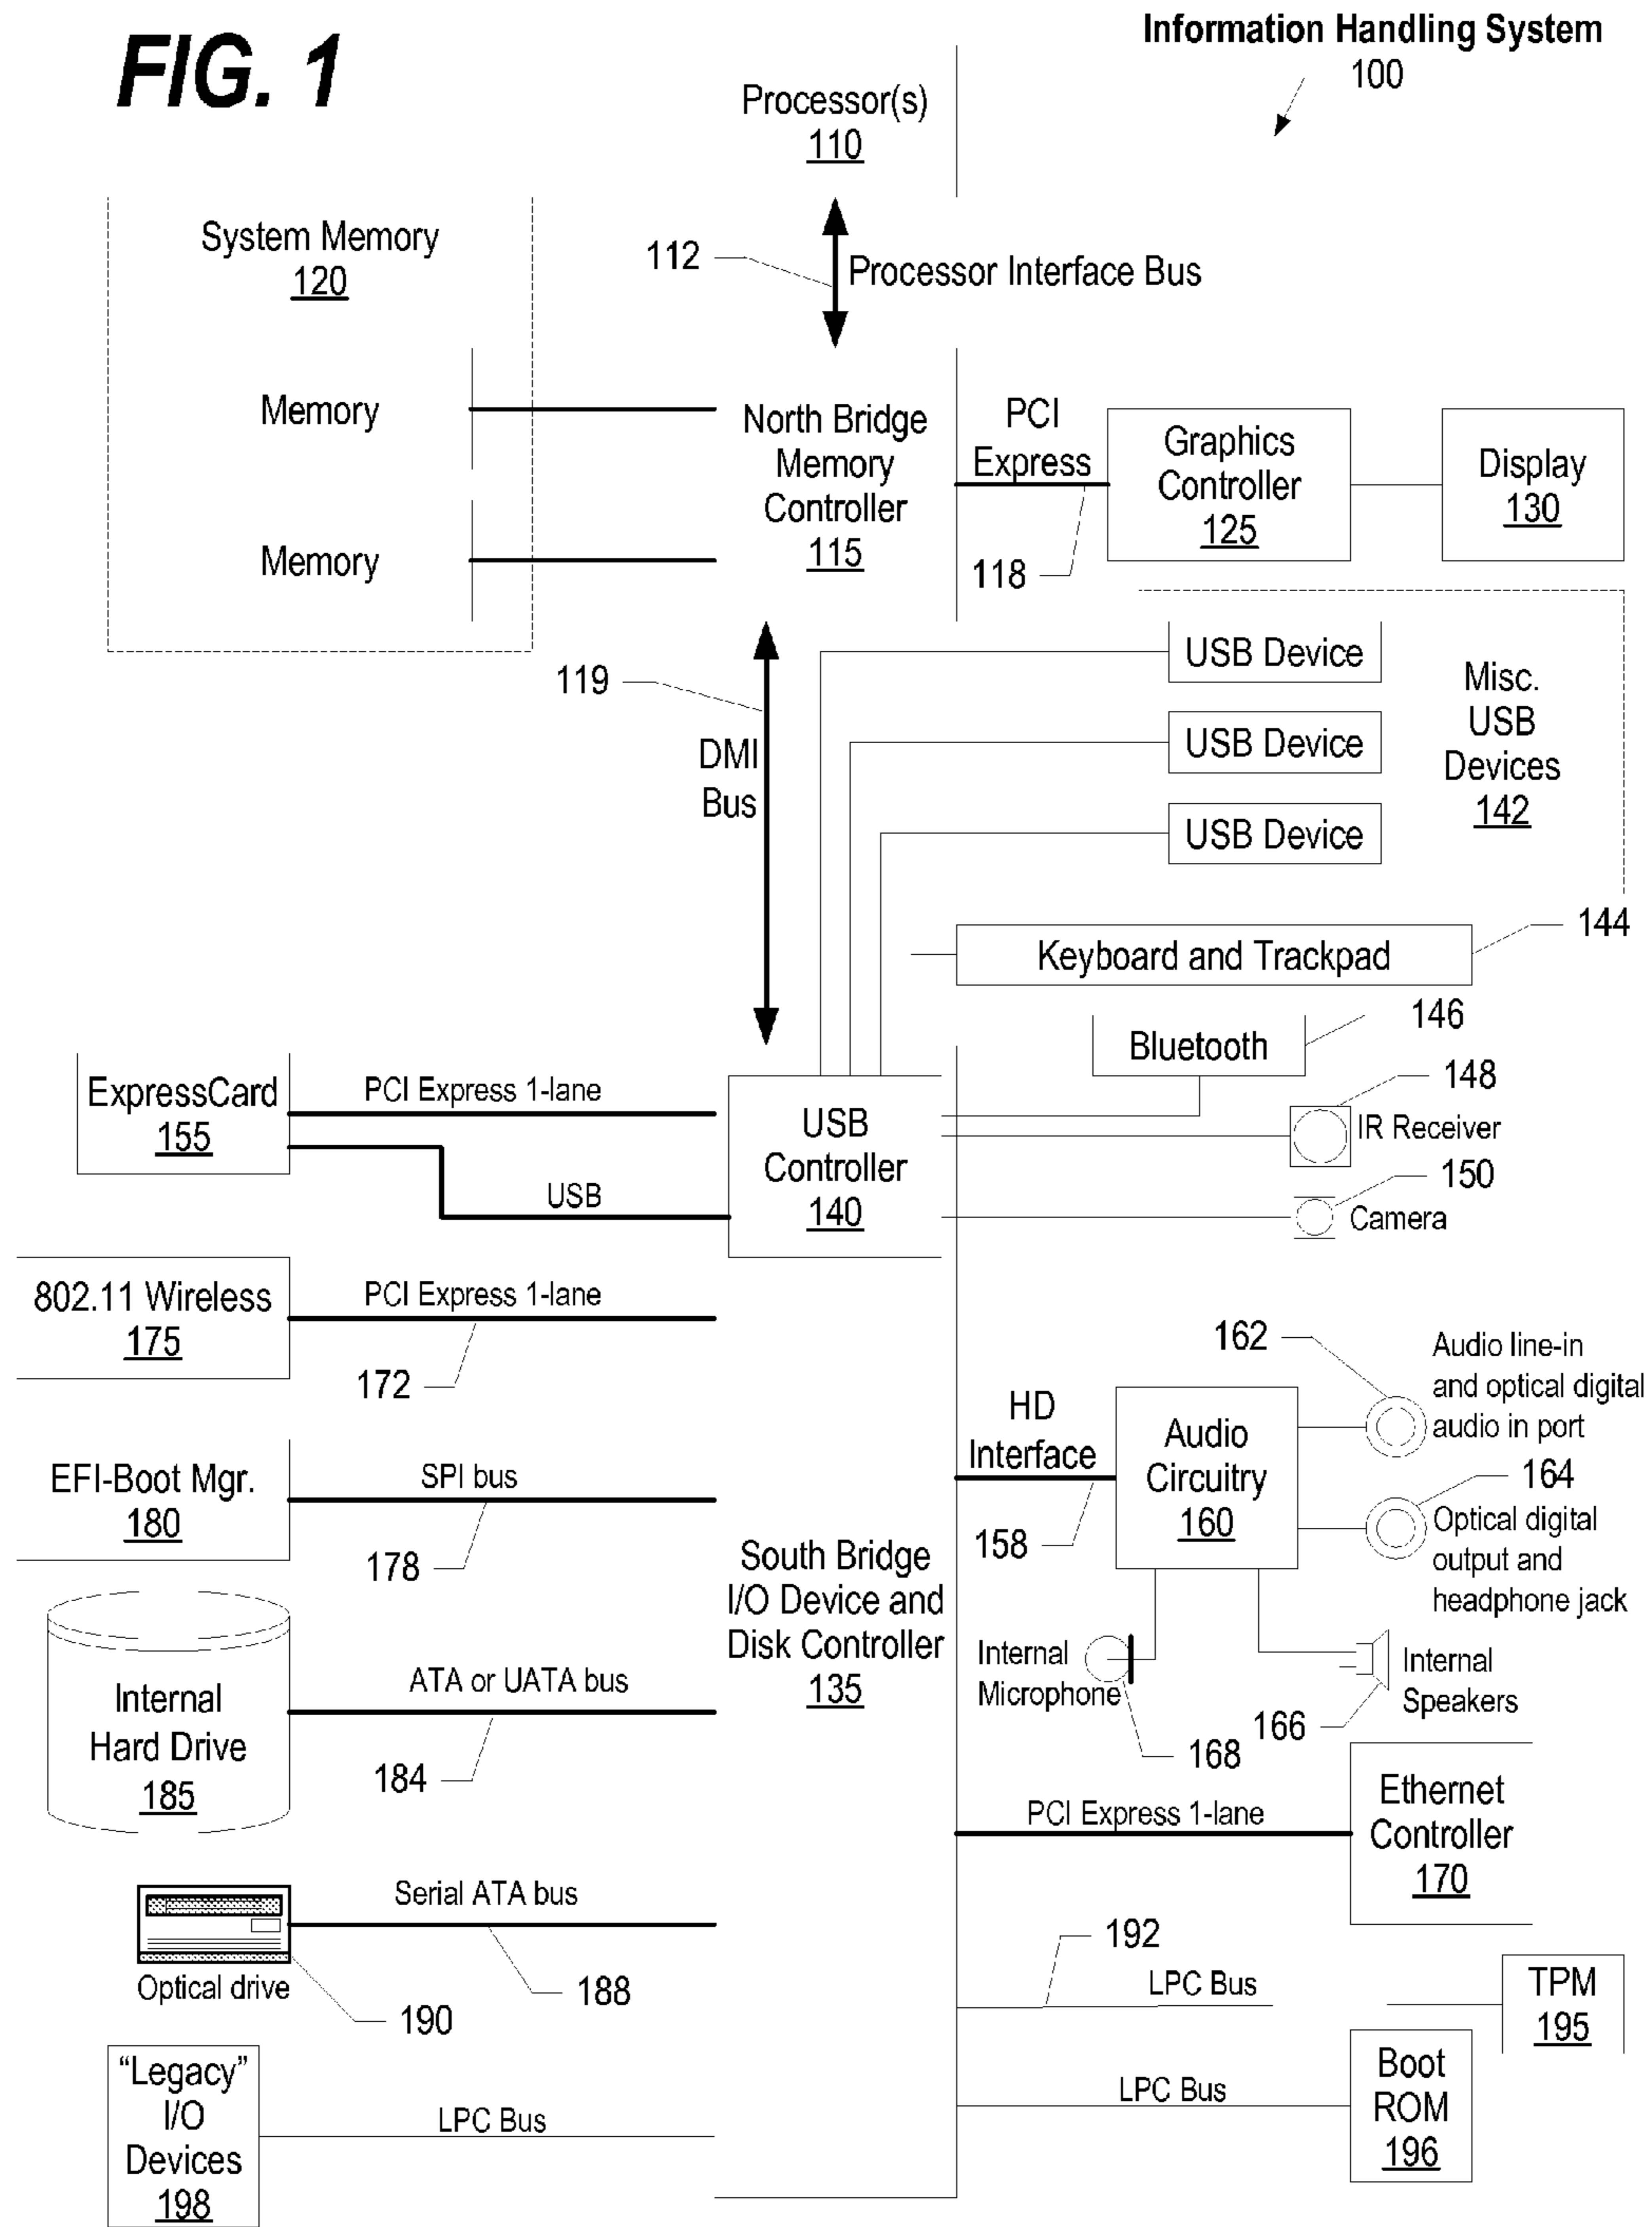 FIG. 1
Information Handling System
100
Processor(s)
110
System Memory
120
112
Processor Interface Bus
Memory
Memory
North Bridge
Memory
Controller
115
PCI
Express
118
Graphics
Controller
125
Display
130
119
DMI
Bus
USB Device
USB Device
USB Device
Misc.
USB
Devices
142
144
Keyboard and Trackpad
146
Bluetooth
148
IR Receiver
150
Camera
ExpressCard
155
PCI Express 1-lane
USB
USB
Controller
140
802.11 Wireless
175
PCI Express 1-lane
172
162
Audio line-in
and optical digital
audio in port
HD
Interface
158
Audio
Circuitry
160
164
Optical digital
output and
headphone jack
EFI-Boot Mgr.
180
SPI bus
178
South Bridge
I/O Device and
Disk Controller
135
Internal
Microphone
168
166
Internal
Speakers
Internal
Hard Drive
185
ATA or UATA bus
184
PCI Express 1-lane
Ethernet
Controller
170
Serial ATA bus
188
Optical drive
190
192
LPC Bus
TPM
195
"Legacy"
I/O
Devices
198
LPC Bus
LPC Bus
Boot
ROM
196